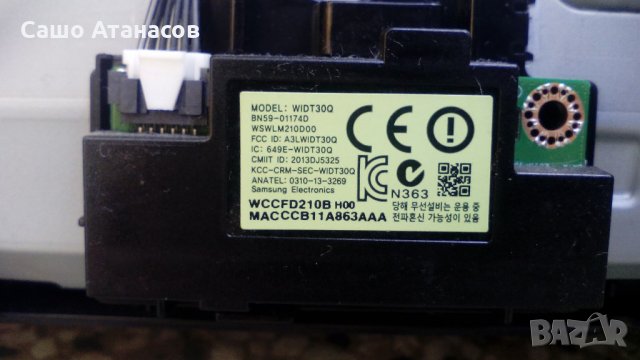 Сашо Атанасов
MODEL: WIDT30Q
BN59-01174D
WSWLM210D00
FCC ID: A3LWIDT30Q
IC: 649E-WIDT30Q
CMIIT ID: 2013DJ5325
KCC-CRM-SEC-WIDT30Q
ANATEL: 0310-13-3269
Samsung Electronics
WCCFD210B H00
MACCCB11A863AAA
CE
N363
당해 무선설비는 운용 중
전파혼신 가능성이 있음
BAZAR